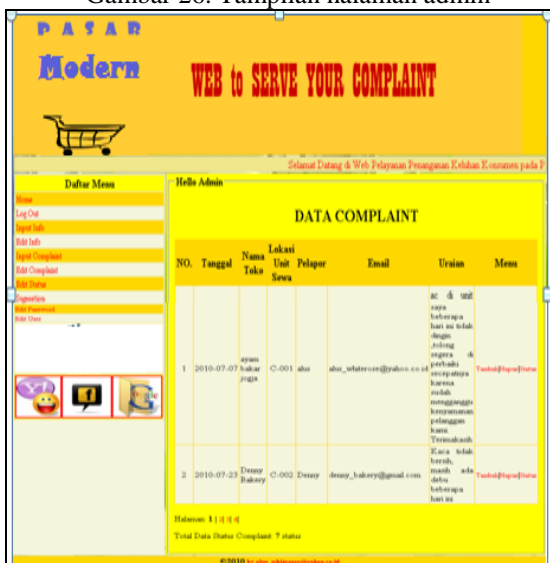 Gambar 26. Tampilan halaman admin
PASAR
Modern
WEB to SERVE YOUR COMPLAINT
Selamat Datang di Web Pelayanan Penanganan Keluhan Konsumen pada P
Daftar Menu
Home
Log Out
Input Info
Edit Info
Input Complaint
Edit Complaint
Edit Status
Edit Password
Edit User
Hello Admin
DATA COMPLAINT
NO. Tanggal Nama Toko Lokasi Unit Sewa Pelapor Email Uraian Menu
1 2010-07-07 ayam bakar jogja C-001 alur_whiterose@yahoo.co.id
ac di unit
saya
beberapa
hari ini tidak
dingin
,tolong
segera di
perbaiki
secepatnya
karena
sudah
mengganggu
kenyamanan
pelanggan
kami.
Terimakasih
Tambah|Hapus|Status
2 2010-07-23 Denny Bakery C-002 Denny denny_bakery@gmail.com
Kaca tidak
bersih,
masih ada
debu
beberapa
hari ini
Tambah|Hapus|Status
Halaman: 1 | 2| 3| 4|
Total Data Status Complaint 7 status
©2010